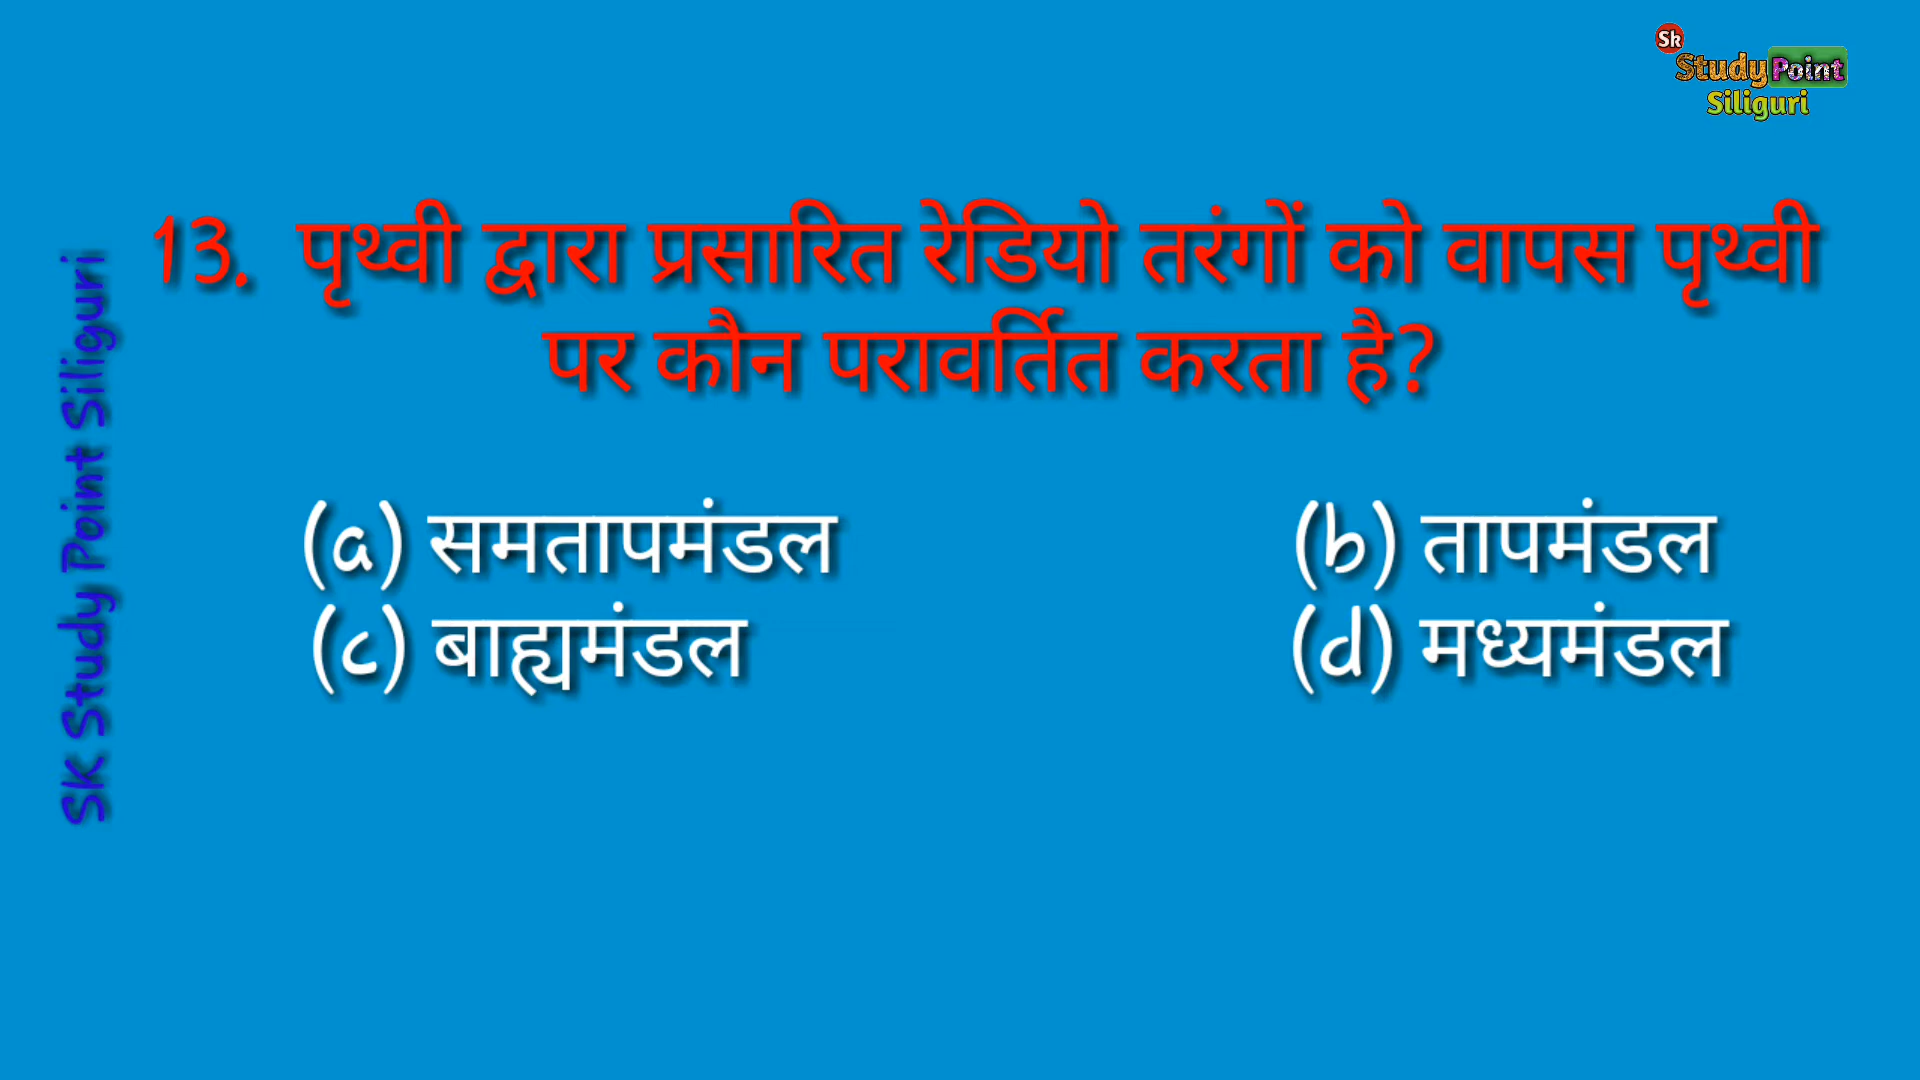 Sk
Study Point
Siliguri
13. पृथ्वी द्वारा प्रसारित रेडियो तरंगों को वापस पृथ्वी
पर कौन परावर्तित करता है?
(a) समतापमंडल (b) तापमंडल
(c) बाह्यमंडल (d) मध्यमंडल
SK Study Point Siliguri